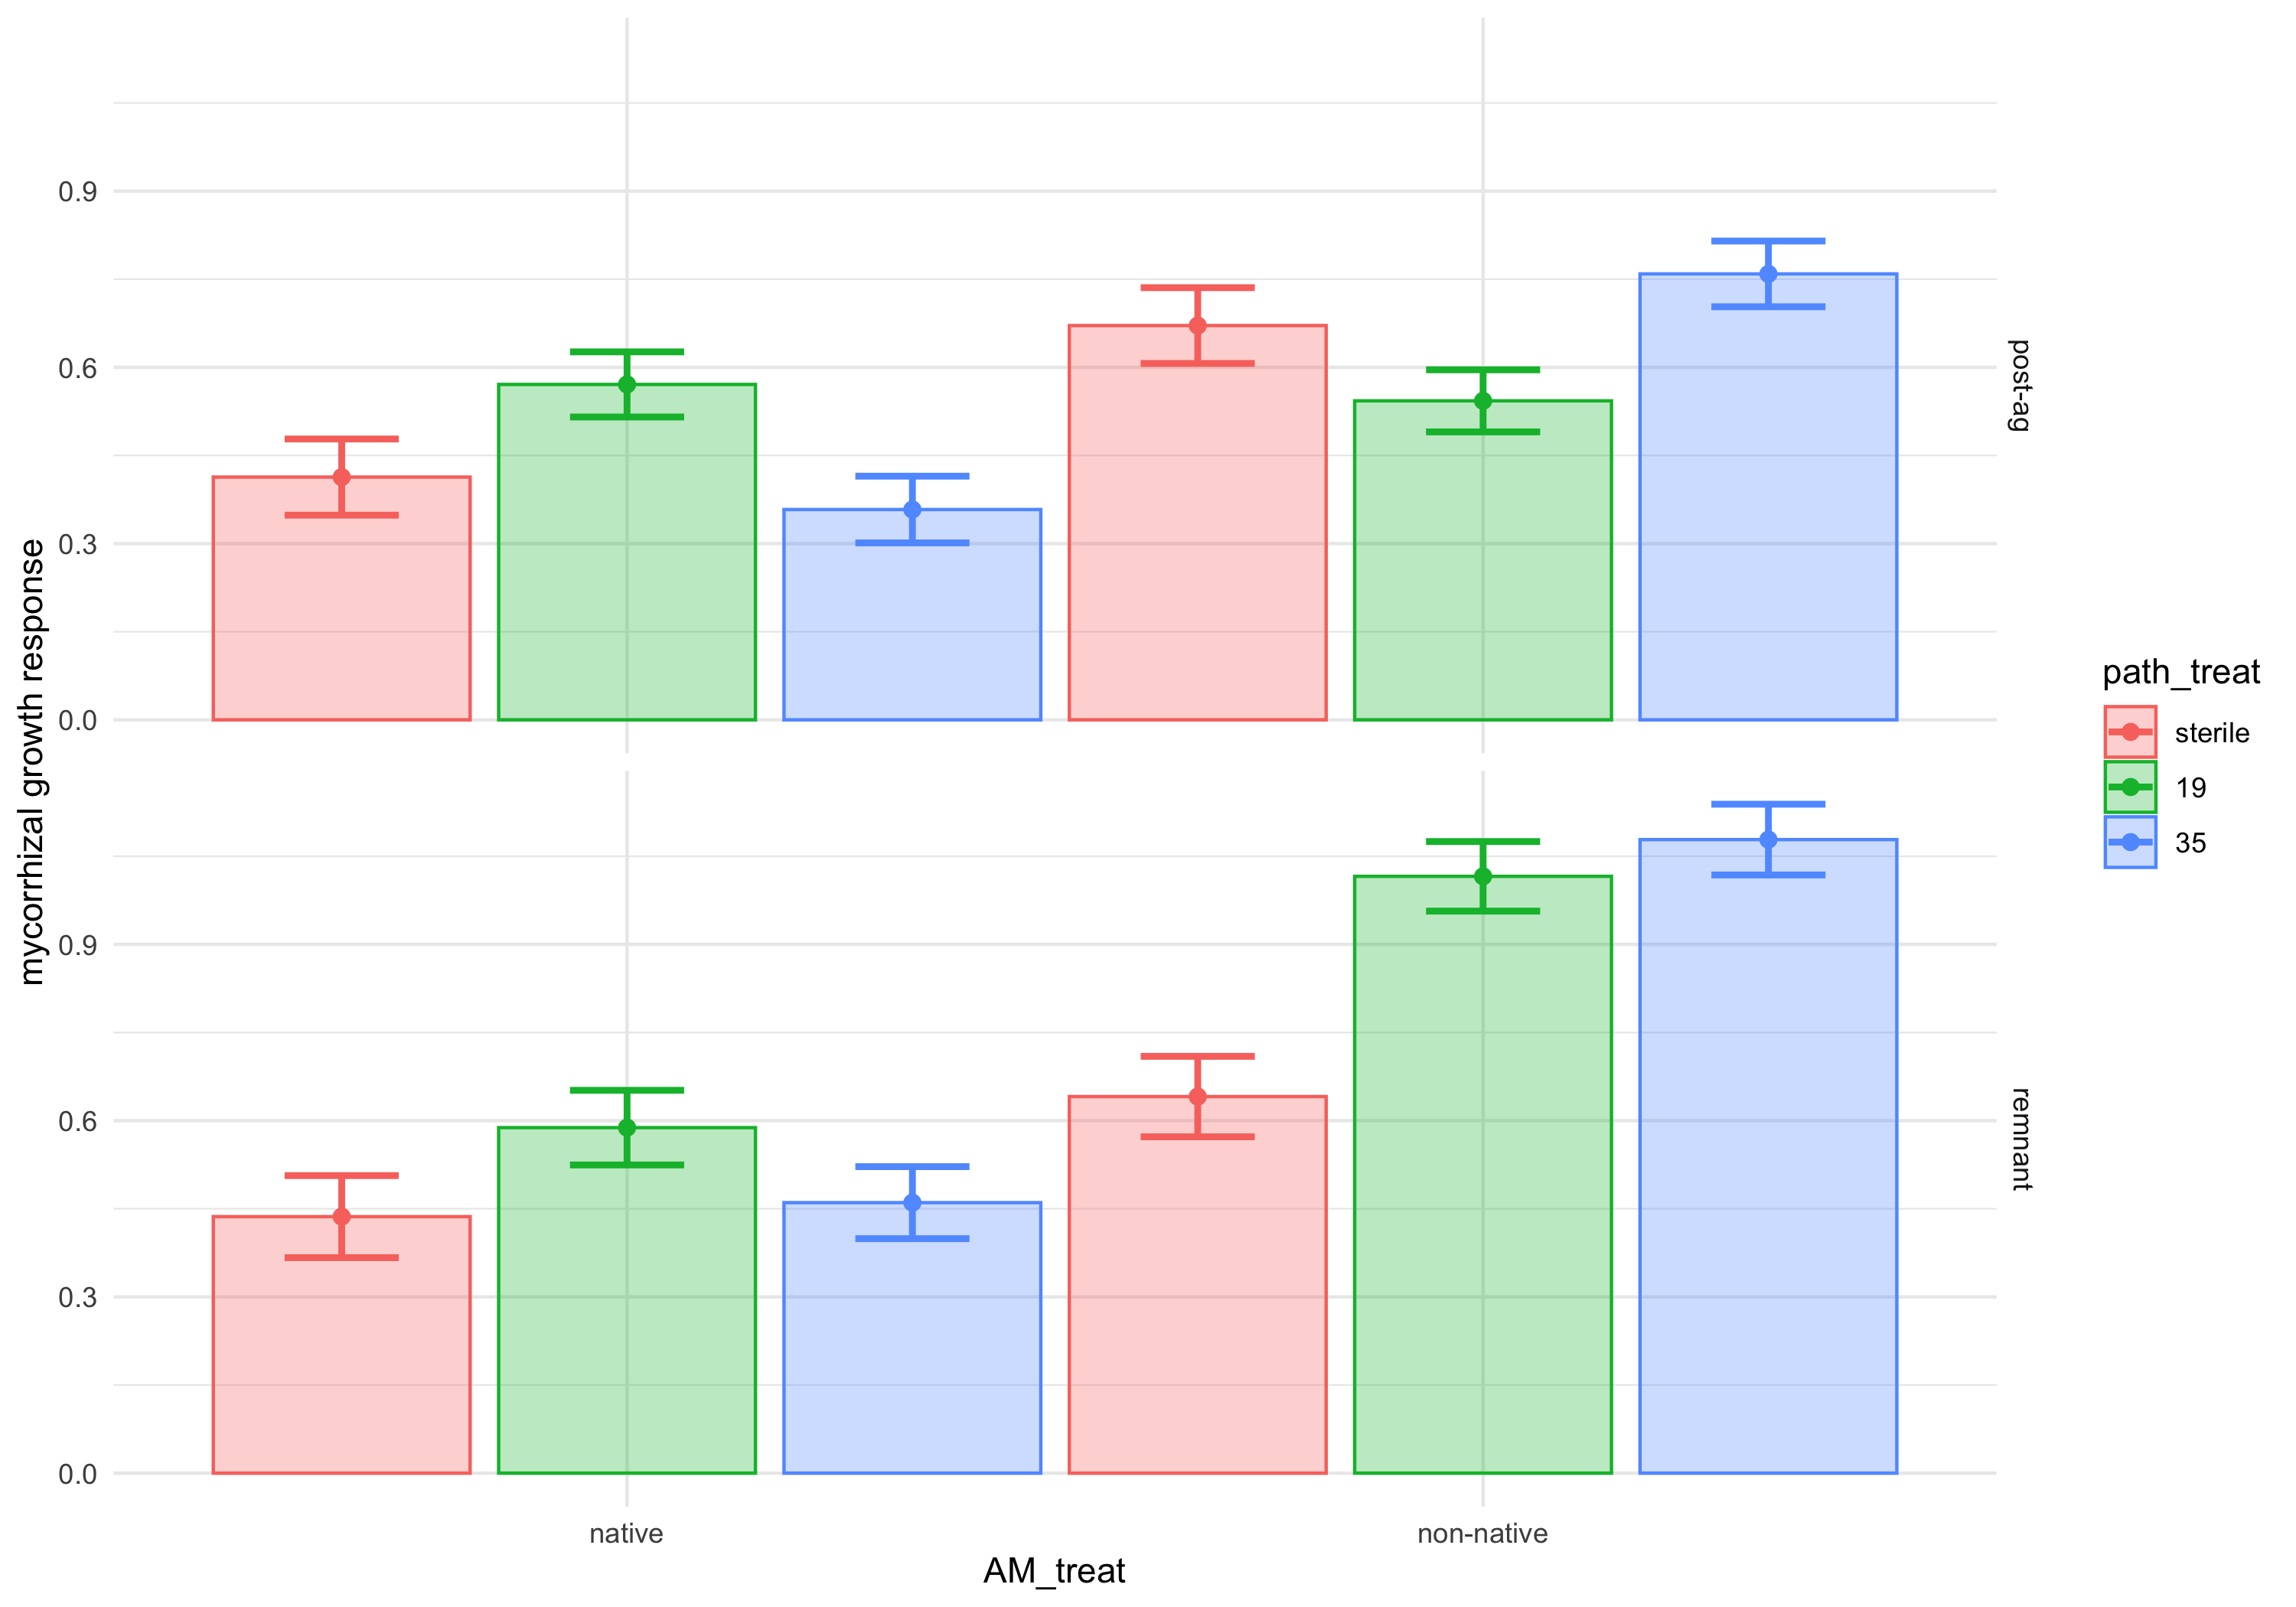 mycorrhizal growth response
0.9
0.6
0.3
0.0
post-ag
0.9
0.6
0.3
0.0
remnant
native
non-native
AM_treat
path_treat
sterile
19
35